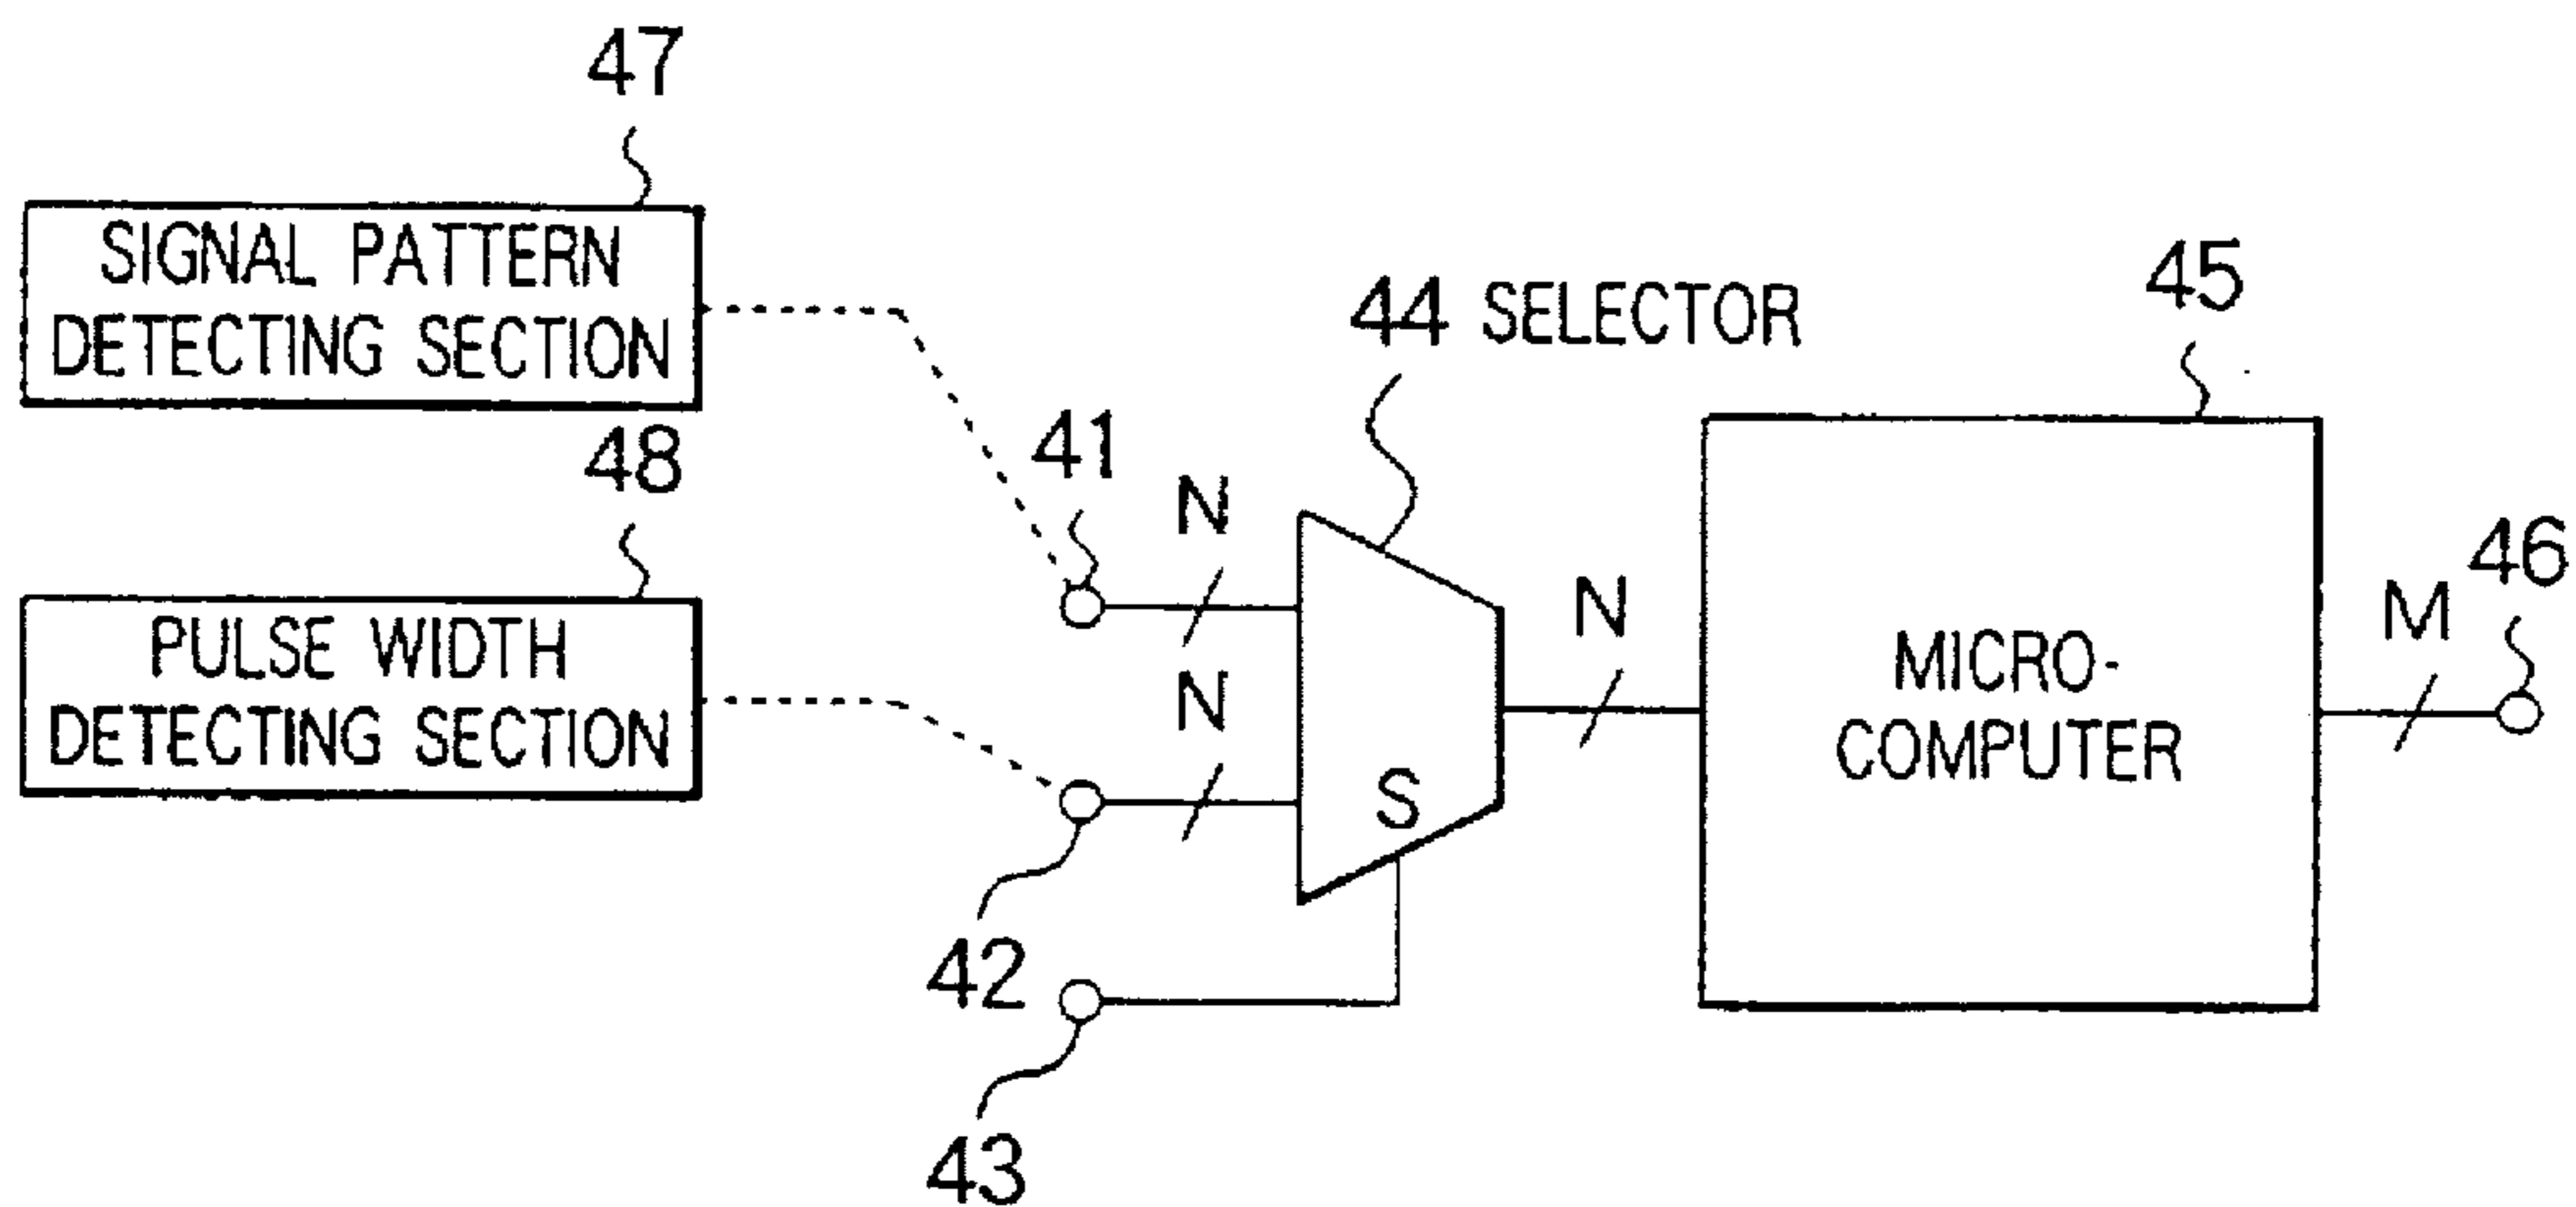 47
SIGNAL PATTERN
DETECTING SECTION
48
PULSE WIDTH
DETECTING SECTION
41
N
N
42
43
44 SELECTOR
S
N
45
MICRO-
COMPUTER
M
46